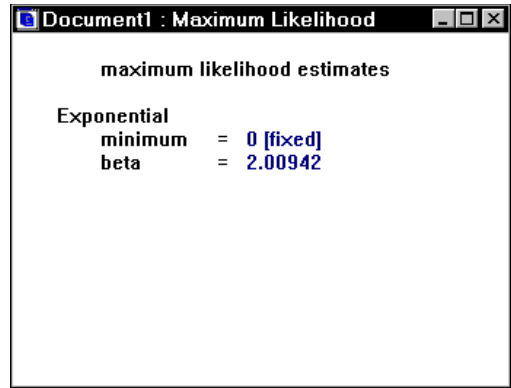 Document1 : Maximum Likelihood
maximum likelihood estimates
Exponential
minimum = 0 [fixed]
beta = 2.00942